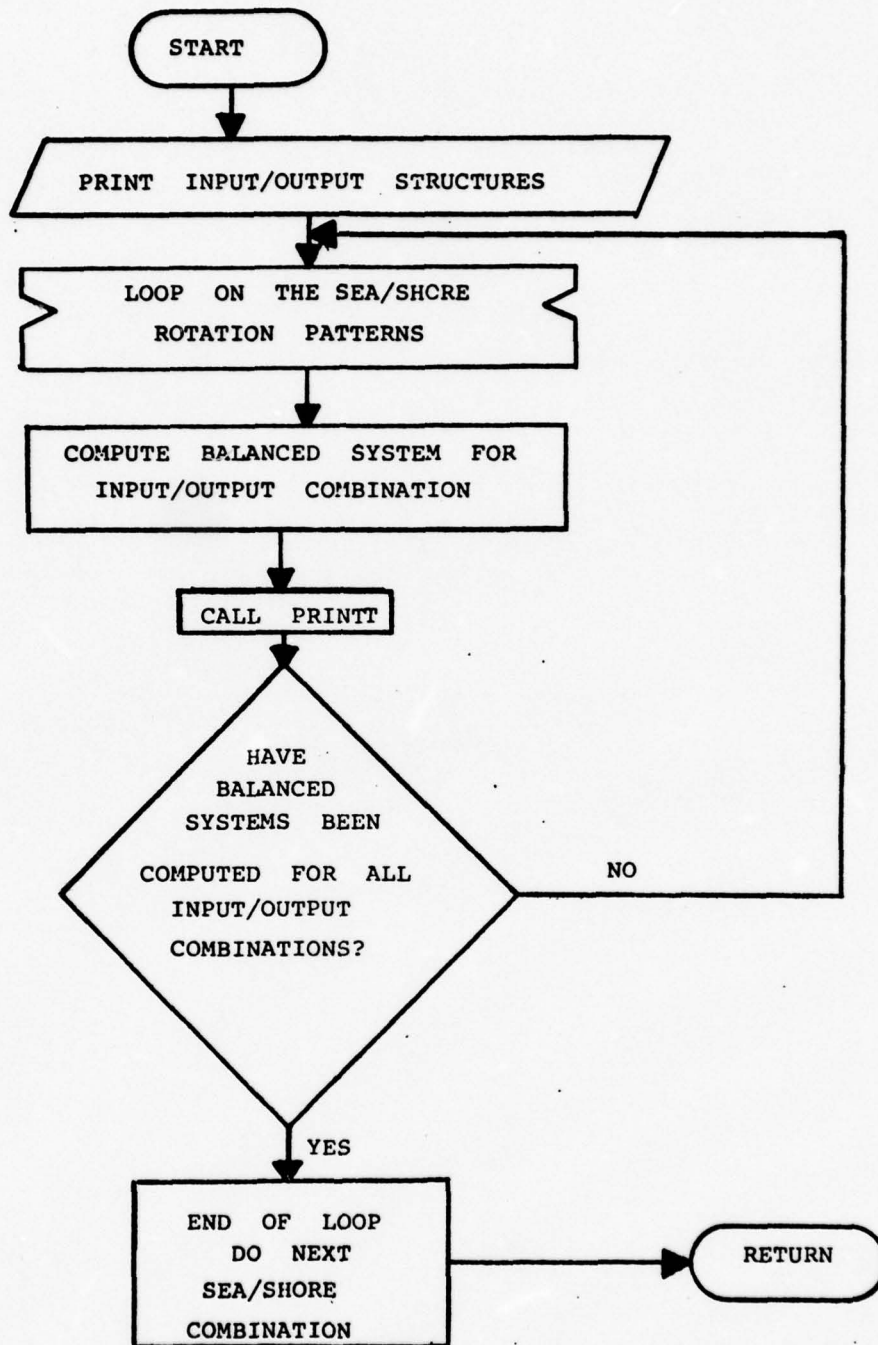 START
PRINT INPUT/OUTPUT STRUCTURES
LOOP ON THE SEA/SHORE
ROTATION PATTERNS
COMPUTE BALANCED SYSTEM FOR
INPUT/OUTPUT COMBINATION
CALL PRINTT
HAVE
BALANCED
SYSTEMS BEEN
COMPUTED FOR ALL
INPUT/OUTPUT
COMBINATIONS?
NO
YES
END OF LOOP
DO NEXT
SEA/SHORE
COMBINATION
RETURN